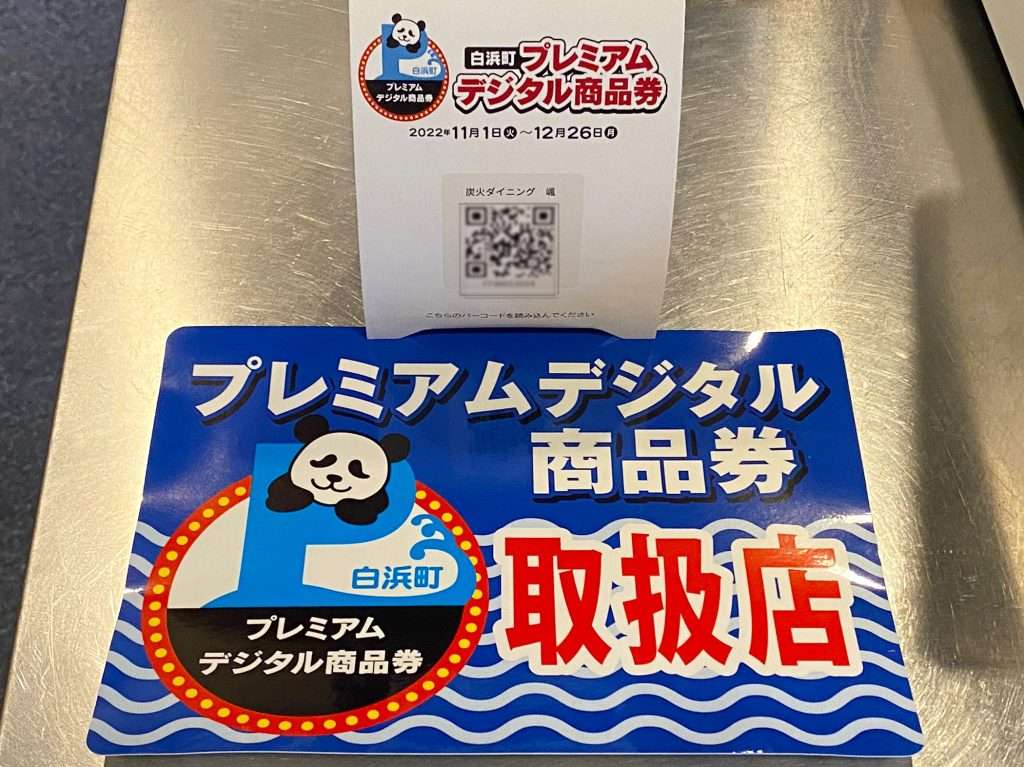 白浜町
プレミアム
デジタル商品券
白浜町 プレミアム
デジタル商品券
2022年11月1日火〜12月26日月
炭火ダイニング 颯
こちらのバーコードを読み込んでください
プレミアムデジタル
商品券
白浜町
プレミアム
デジタル商品券
取扱店